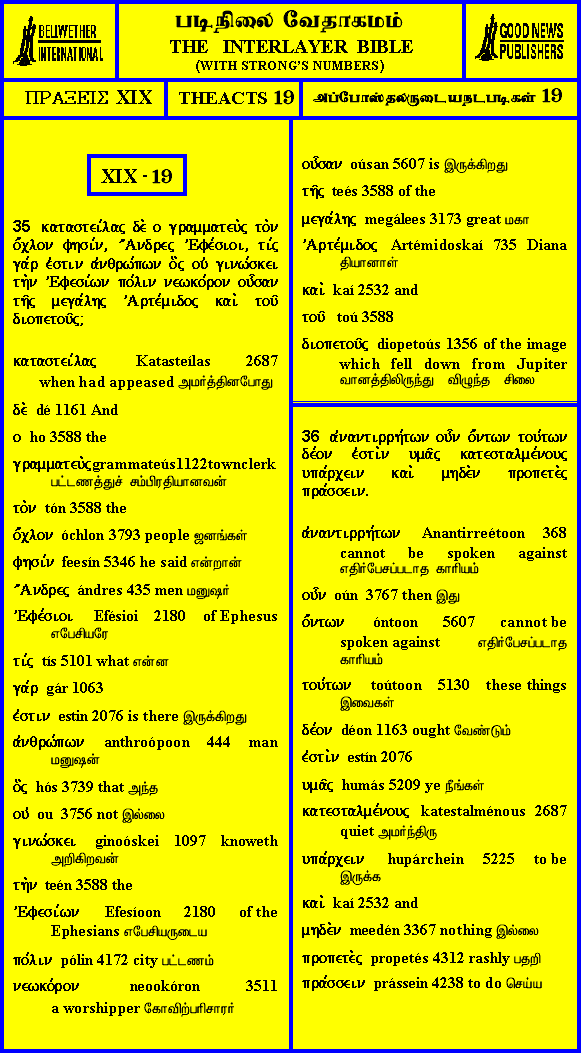 BELLWETHER
INTERNATIONAL
படிநிலை வேதாகமம்
THE INTERLAYER BIBLE
(WITH STRONG'S NUMBERS)
GOOD NEWS
PUBLISHERS
ΠΡΑΞΕΙΣ XIX
THEACTS 19
அப்போஸ்தலருடையநடபடிகள் 19
XIX - 19
35 καταστείλας δὲ ο γραμματεὺς τὸν
ὄχλον φησίν, Ἄνδρες Ἐφέσιοι, τίς
γάρ ἐστιν ἀνθρώπων ὃς οὐ γινώσκει
τὴν Ἐφεσίων πόλιν νεωκόρον οὖσαν
τῆς μεγάλης Ἀρτέμιδος καὶ τοῦ
διοπετοῦς;
καταστείλας Katasteílas 2687
when had appeased அமர்த்தினபோது
δὲ dé 1161 And
ο ho 3588 the
γραμματεὺς grammateús1122townclerk
பட்டணத்துச் சம்பிரதியானவன்
τὸν tón 3588 the
ὄχλον óchlon 3793 people ஜனங்கள்
φησίν feesín 5346 he said என்றான்
Ἄνδρες ándres 435 men மனுஷர்
Ἐφέσιοι Efésioi 2180 of Ephesus
எபேசியரே
τίς tís 5101 what என்ன
γάρ gár 1063
ἐστιν estin 2076 is there இருக்கிறது
ἀνθρώπων anthroópoon 444 man
மனுஷன்
ὃς hós 3739 that அந்த
οὐ ou 3756 not இல்லை
γινώσκει ginoóskei 1097 knoweth
அறிகிறவன்
τὴν teén 3588 the
Ἐφεσίων Efesíoon 2180 of the
Ephesians எபேசியருடைய
πόλιν pólin 4172 city பட்டணம்
νεωκόρον neookóron 3511
a worshipper கோவிற்பரிசாரர்
οὖσαν oúsan 5607 is இருக்கிறது
τῆς teés 3588 of the
μεγάλης megálees 3173 great மகா
Ἀρτέμιδος Artémidoskaí 735 Diana
தியானாள்
καὶ kaí 2532 and
τοῦ toú 3588
διοπετοῦς diopetoús 1356 of the image
which fell down from Jupiter
வானத்திலிருந்து விழுந்த சிலை
36 ἀναντιρρήτων οὖν ὄντων τούτων
δέον ἐστὶν υμᾶς κατεσταλμένους
υπάρχειν καὶ μηδὲν προπετὲς
πράσσειν.
ἀναντιρρήτων Anantirreétoon 368
cannot be spoken against
எதிர்பேசப்படாத காரியம்
οὖν oún 3767 then இது
ὄντων óntoon 5607 cannot be
spoken against எதிர்பேசப்படாத
காரியம்
τούτων toútoon 5130 these things
இவைகள்
δέον déon 1163 ought வேண்டும்
ἐστὶν estín 2076
υμᾶς humás 5209 ye நீங்கள்
κατεσταλμένους katestalménous 2687
quiet அமர்ந்திரு
υπάρχειν hupárchein 5225 to be
இருக்க
καὶ kaí 2532 and
μηδὲν meedén 3367 nothing இல்லை
προπετὲς propetés 4312 rashly பதறி
πράσσειν prássein 4238 to do செய்ய